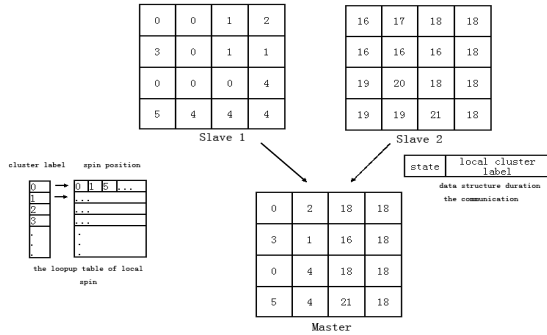 0 0 1 2
3 0 1 1
0 0 0 4
5 4 4 4
Slave 1
16 17 18 18
16 16 16 18
19 20 18 18
19 19 21 18
Slave 2
cluster label spin position
0 0 1 5 ...
1 ...
2 ...
3 ...
. .
. .
. .
the loopup table of local
spin
state local cluster
label
data structure duration
the communication
0 2 18 18
3 1 16 18
0 4 18 18
5 4 21 18
Master